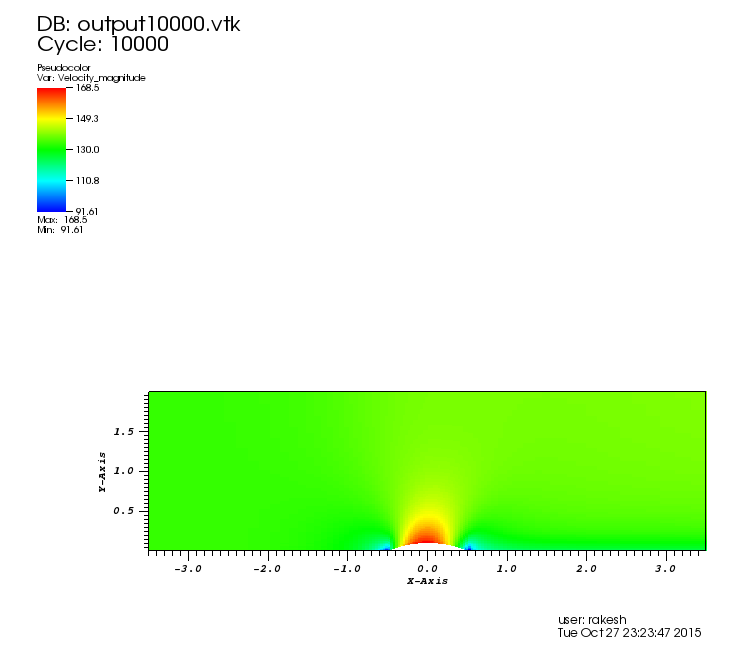 DB: output10000.vtk
Cycle: 10000
Pseudocolor
Var: Velocity_magnitude
168.5
149.3
130.0
110.8
91.61
Max: 168.5
Min: 91.61
1.5
1.0
0.5
Y-Axis
-3.0 -2.0 -1.0 0.0 1.0 2.0 3.0
X-Axis
user: rakesh
Tue Oct 27 23:23:47 2015